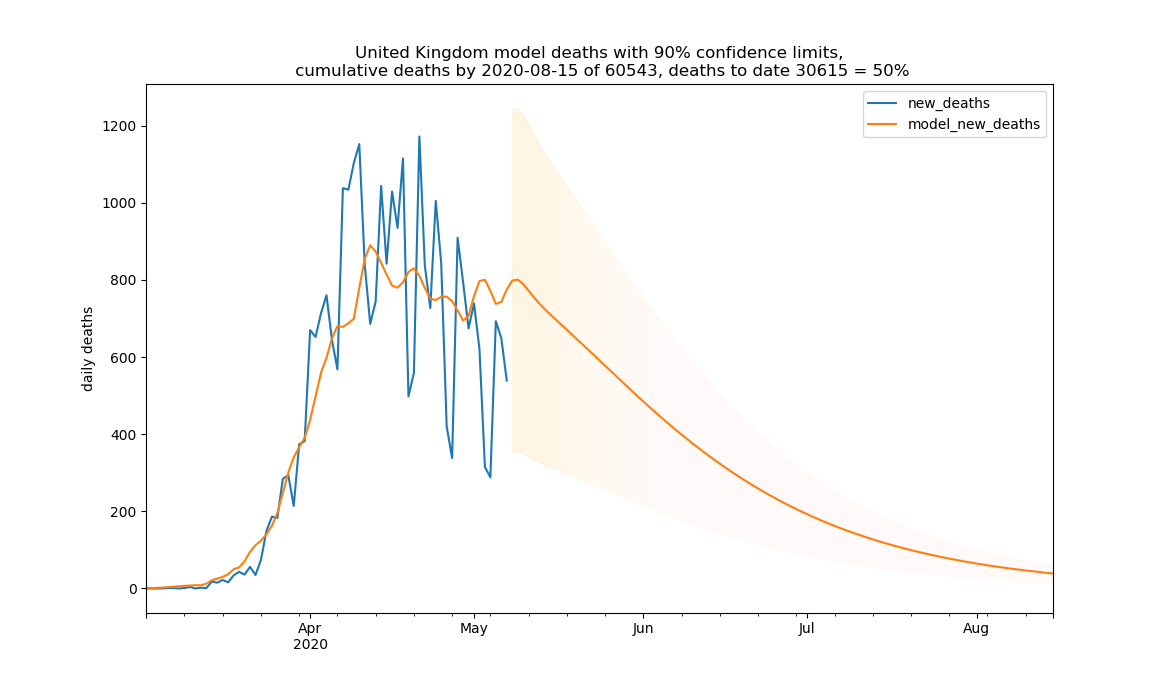 United Kingdom model deaths with 90% confidence limits,
cumulative deaths by 2020-08-15 of 60543, deaths to date 30615 = 50%
new_deaths
model_new_deaths
1200
1000
800
600
400
200
0
daily deaths
Apr
May
Jun
Jul
Aug
2020